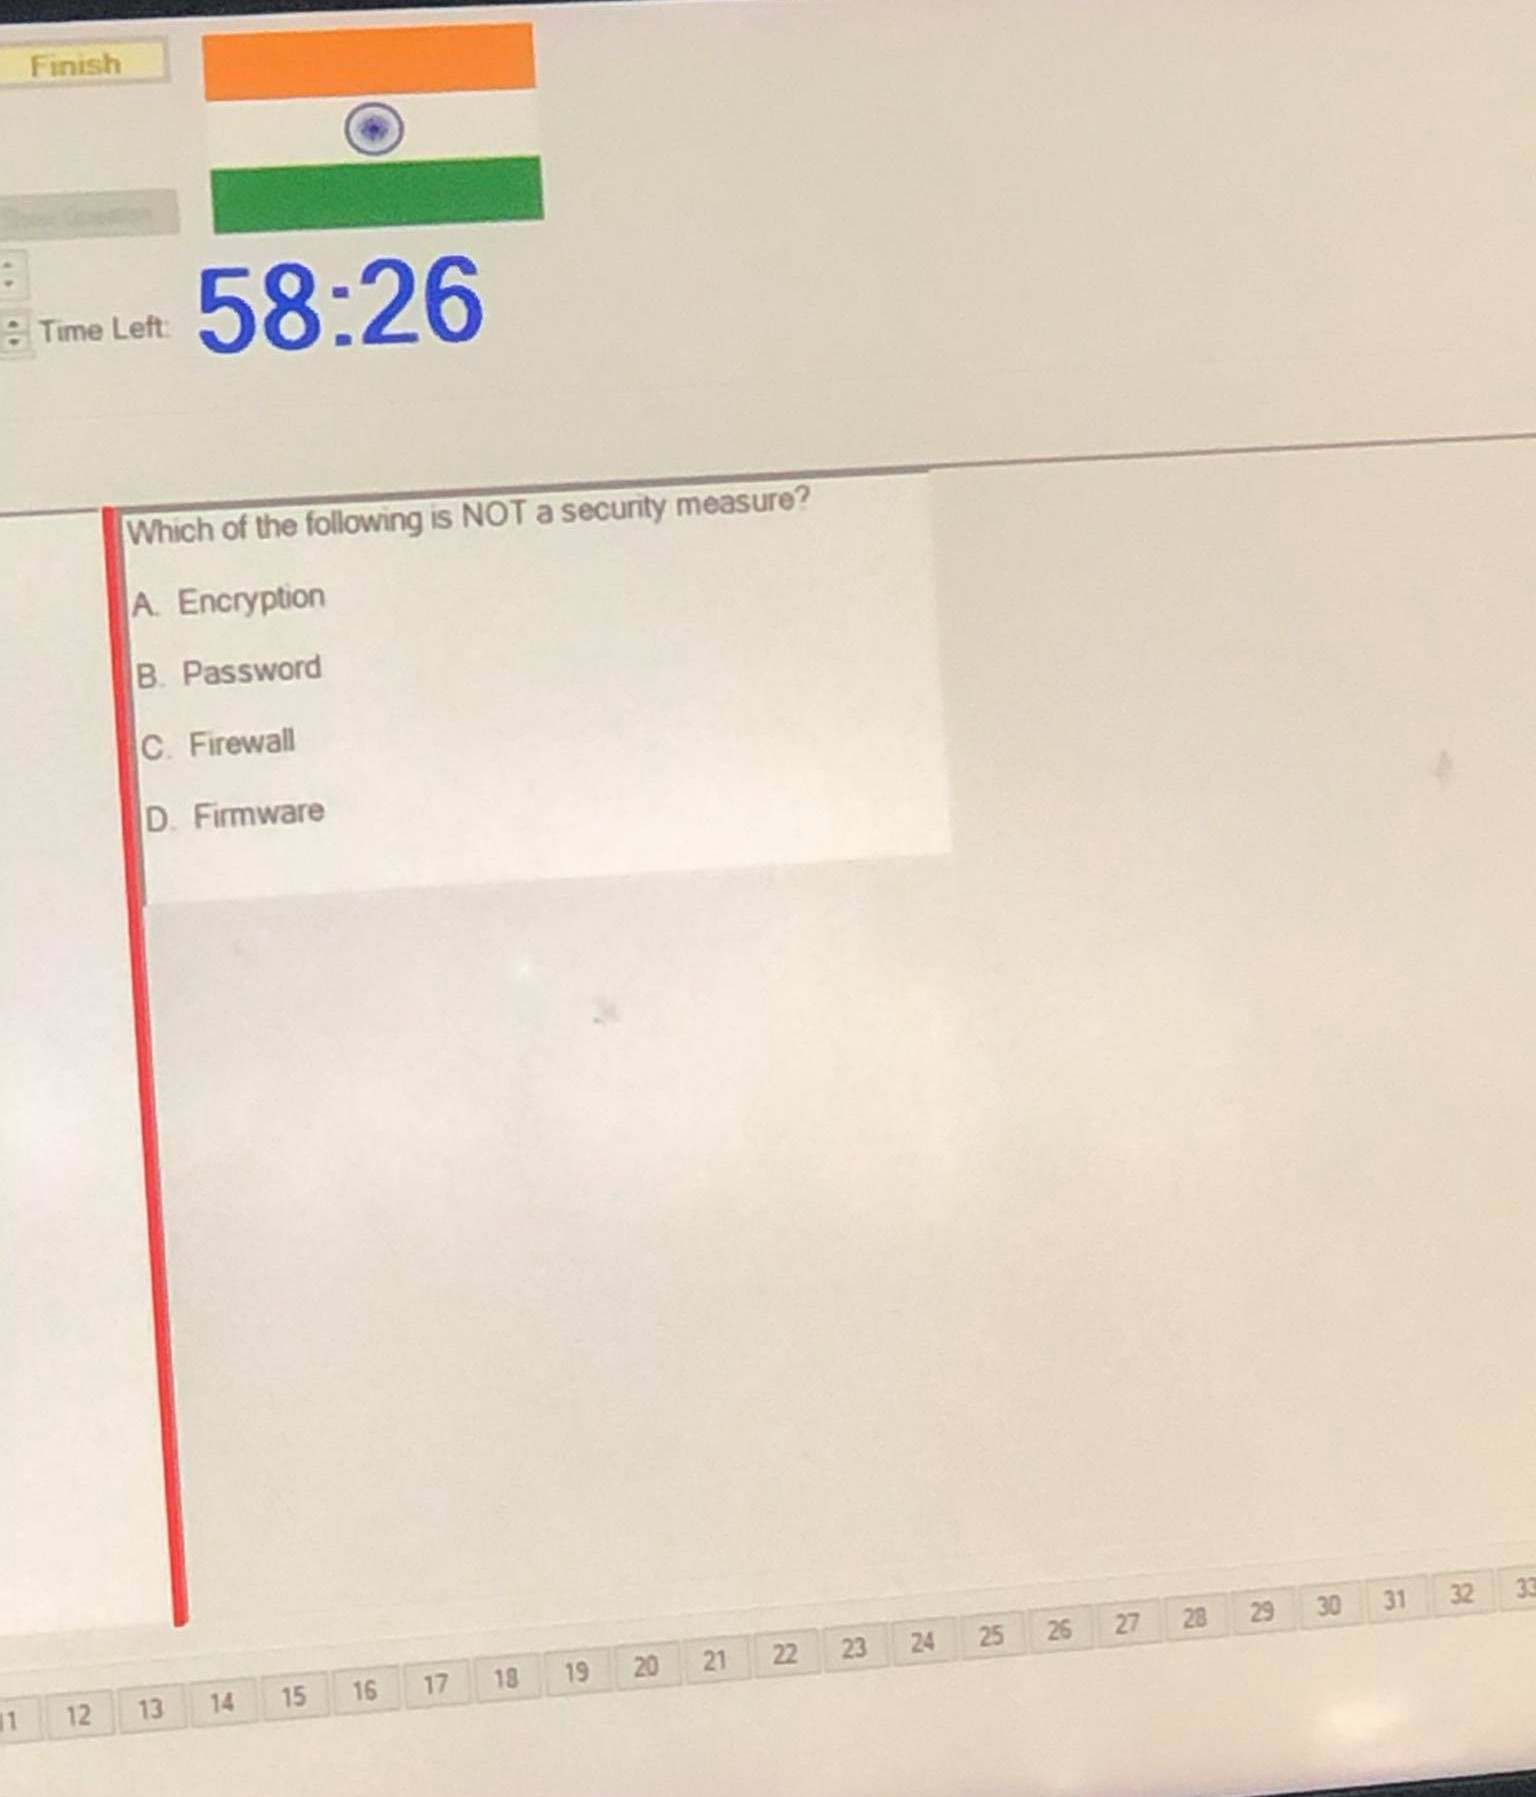 Finish
Time Left: 58:26
Which of the following is NOT a security measure?
A. Encryption
B. Password
C. Firewall
D. Firmware
11 12 13 14 15 16 17 18 19 20 21 22 23 24 25 26 27 28 29 30 31 32 33